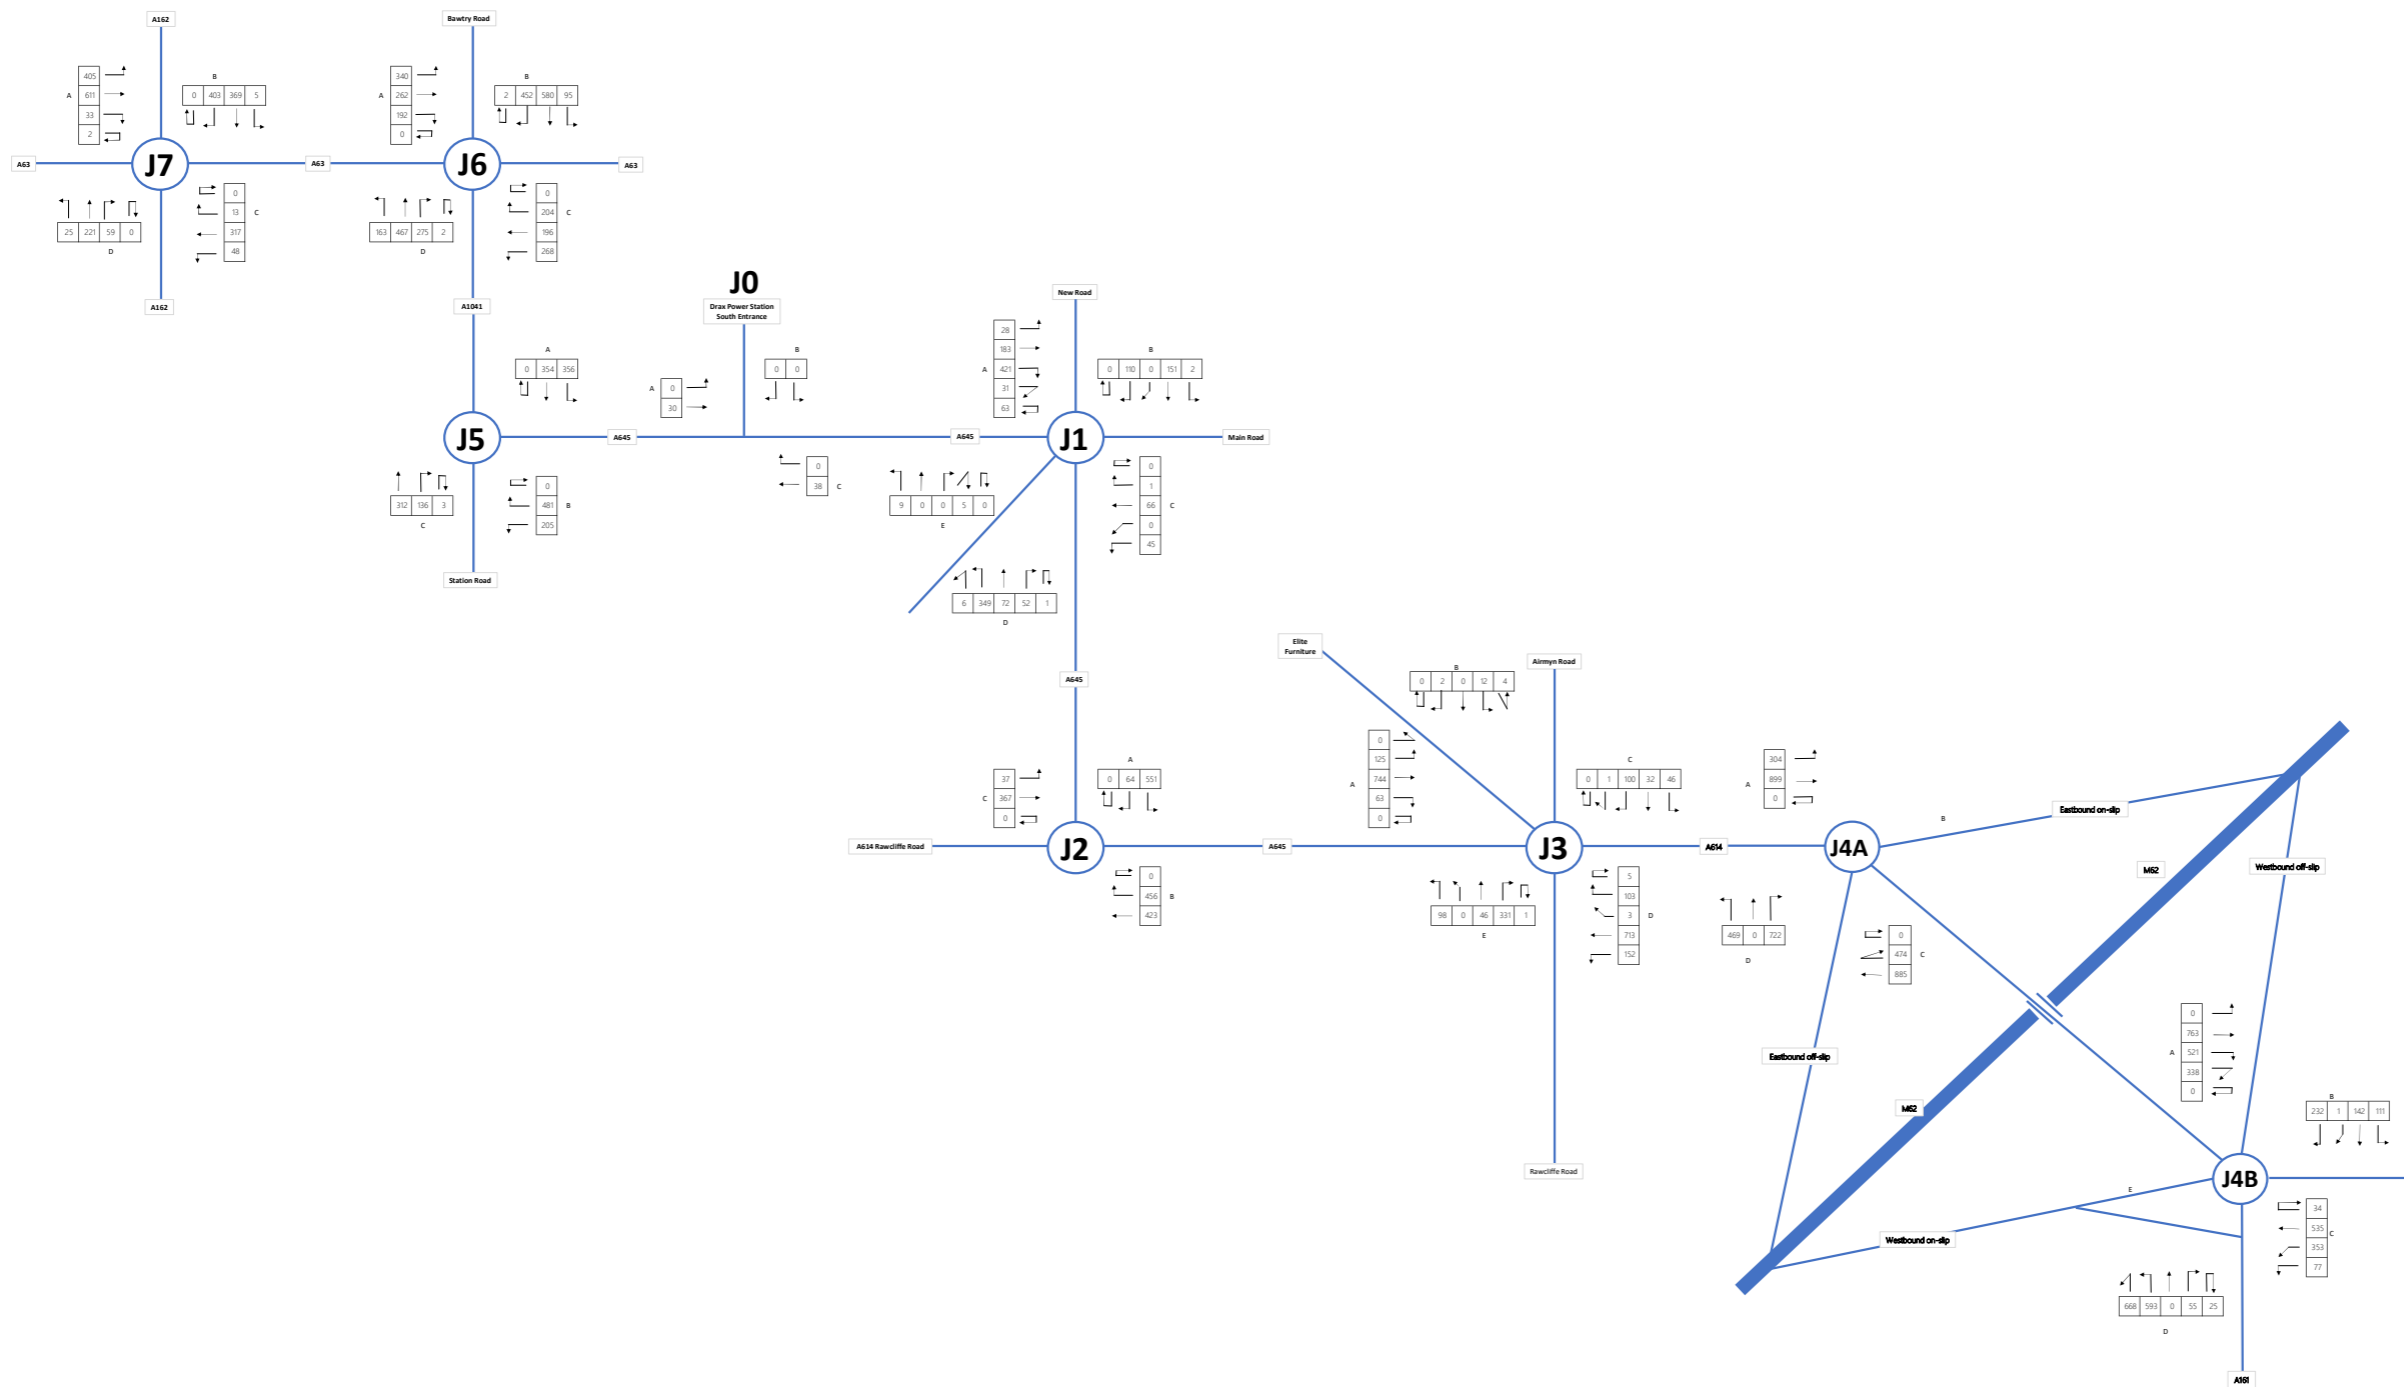 A162
Bawtry Road
405
A 611
33
2
B
0 403 369 5
340
A 262
192
0
B
2 452 580 95
A63
J7
A63
J6
A63
25 221 59 0
D
0
13 C
317
48
163 467 275 2
D
0
204 C
196
268
A162
A1041
J0
Drax Power Station
South Entrance
New Road
A
0 354 356
A 0
30
B
0 0
28
183
A 421
31
63
B
0 110 0 151 2
J5
A645
A645
J1
Main Road
312 136 3
C
0
481 B
205
0
38 C
9 0 0 5 0
E
0
1
66 C
0
45
Station Road
6 349 72 52 1
D
A645
Elite
Furniture
Airmyn Road
B
0 2 0 12 4
37
C 367
0
A
0 64 551
0
125
A 744
63
0
C
0 1 100 32 46
304
A 899
0
A614 Rawcliffe Road
J2
A645
J3
A614
J4A
B
Eastbound on-slip
0
456 B
423
98 0 46 331 1
E
5
103
3 D
713
152
469 0 722
D
0
474 C
885
M62
Westbound off-slip
Eastbound off-slip
M62
0
763
A 521
338
0
B
232 1 142 111
Rawcliffe Road
J4B
E
Westbound on-slip
34
535 C
353
77
668 593 0 55 25
D
A161